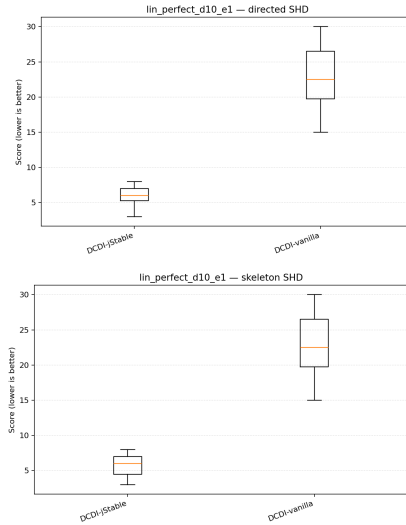 lin_perfect_d10_e1 — directed SHD
Score (lower is better)
30
25
20
15
10
5
DCDI-jStable
DCDI-vanilla
lin_perfect_d10_e1 — skeleton SHD
Score (lower is better)
30
25
20
15
10
5
DCDI-jStable
DCDI-vanilla